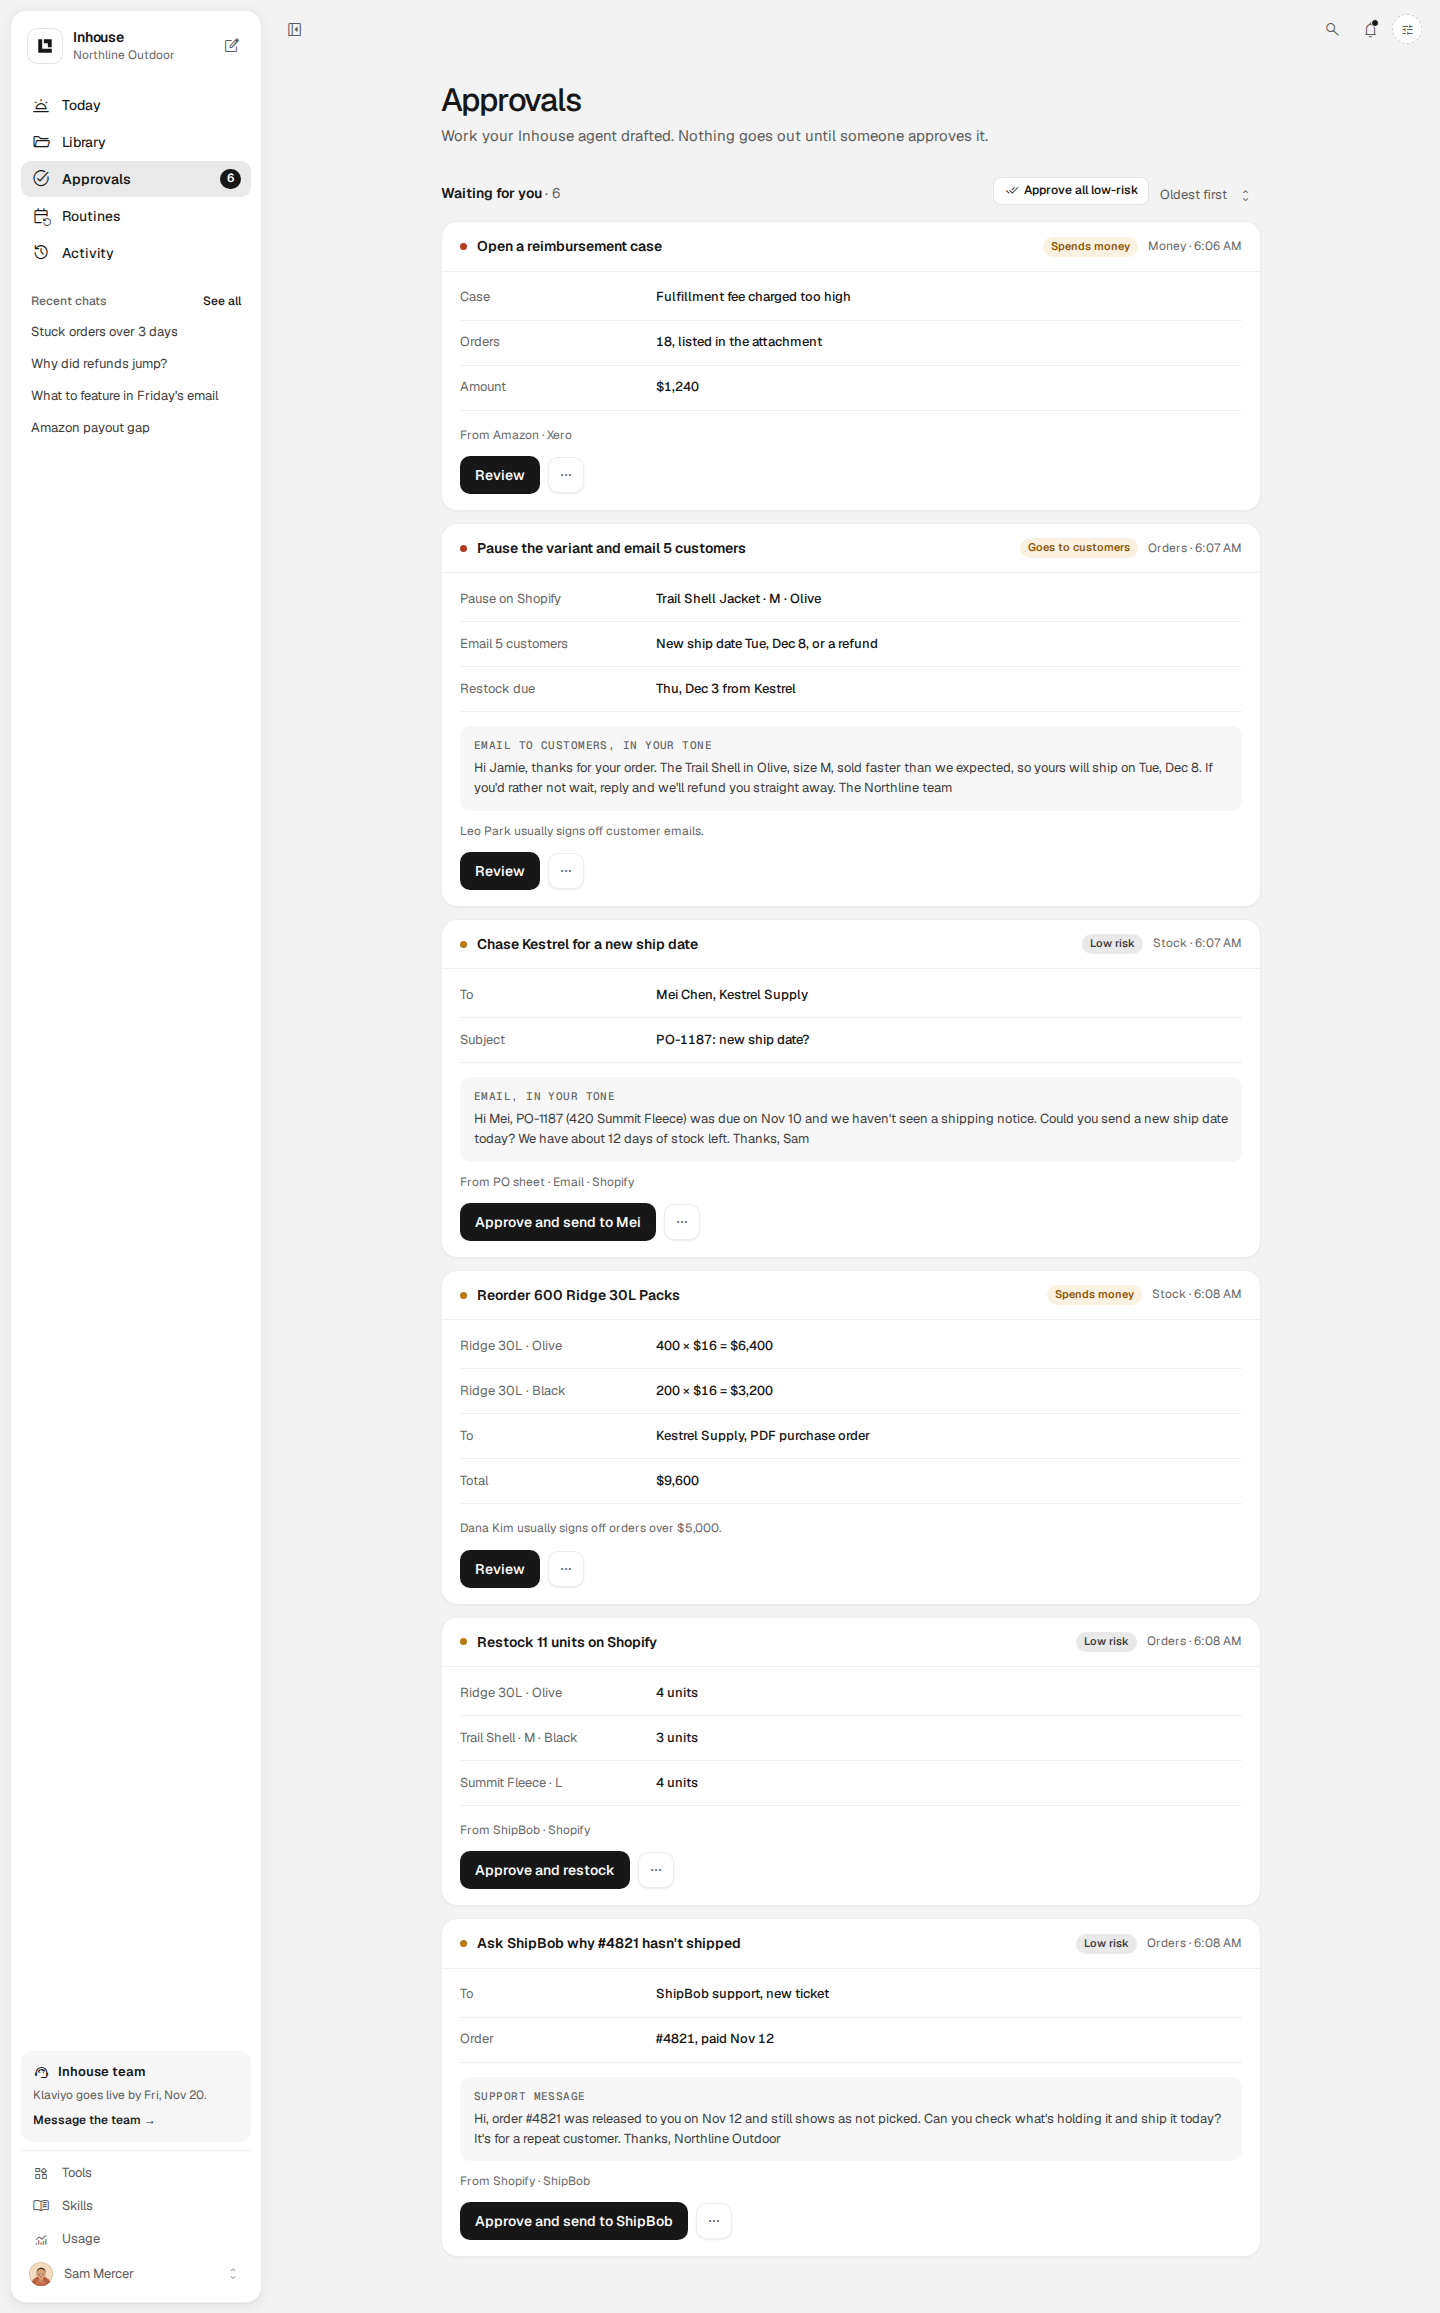 Inhouse
Northline Outdoor
Today
Library
Approvals 6
Routines
Activity
Recent chats See all
Stuck orders over 3 days
Why did refunds jump?
What to feature in Friday's email
Amazon payout gap
Inhouse team
Klaviyo goes live by Fri, Nov 20.
Message the team →
Tools
Skills
Usage
Sam Mercer
Approvals
Work your Inhouse agent drafted. Nothing goes out until someone approves it.
Waiting for you · 6 Approve all low-risk Oldest first
Open a reimbursement case Spends money Money · 6:06 AM
Case Fulfillment fee charged too high
Orders 18, listed in the attachment
Amount $1,240
From Amazon · Xero
Review ...
Pause the variant and email 5 customers Goes to customers Orders · 6:07 AM
Pause on Shopify Trail Shell Jacket · M · Olive
Email 5 customers New ship date Tue, Dec 8, or a refund
Restock due Thu, Dec 3 from Kestrel
EMAIL TO CUSTOMERS, IN YOUR TONE
Hi Jamie, thanks for your order. The Trail Shell in Olive, size M, sold faster than we expected, so yours will ship on Tue, Dec 8. If
you'd rather not wait, reply and we'll refund you straight away. The Northline team
Leo Park usually signs off customer emails.
Review ...
Chase Kestrel for a new ship date Low risk Stock · 6:07 AM
To Mei Chen, Kestrel Supply
Subject PO-1187: new ship date?
EMAIL, IN YOUR TONE
Hi Mei, PO-1187 (420 Summit Fleece) was due on Nov 10 and we haven't seen a shipping notice. Could you send a new ship date
today? We have about 12 days of stock left. Thanks, Sam
From PO sheet · Email · Shopify
Approve and send to Mei ...
Reorder 600 Ridge 30L Packs Spends money Stock · 6:08 AM
Ridge 30L · Olive 400 × $16 = $6,400
Ridge 30L · Black 200 × $16 = $3,200
To Kestrel Supply, PDF purchase order
Total $9,600
Dana Kim usually signs off orders over $5,000.
Review ...
Restock 11 units on Shopify Low risk Orders · 6:08 AM
Ridge 30L · Olive 4 units
Trail Shell · M · Black 3 units
Summit Fleece · L 4 units
From ShipBob · Shopify
Approve and restock ...
Ask ShipBob why #4821 hasn't shipped Low risk Orders · 6:08 AM
To ShipBob support, new ticket
Order #4821, paid Nov 12
SUPPORT MESSAGE
Hi, order #4821 was released to you on Nov 12 and still shows as not picked. Can you check what's holding it and ship it today?
It's for a repeat customer. Thanks, Northline Outdoor
From Shopify · ShipBob
Approve and send to ShipBob ...